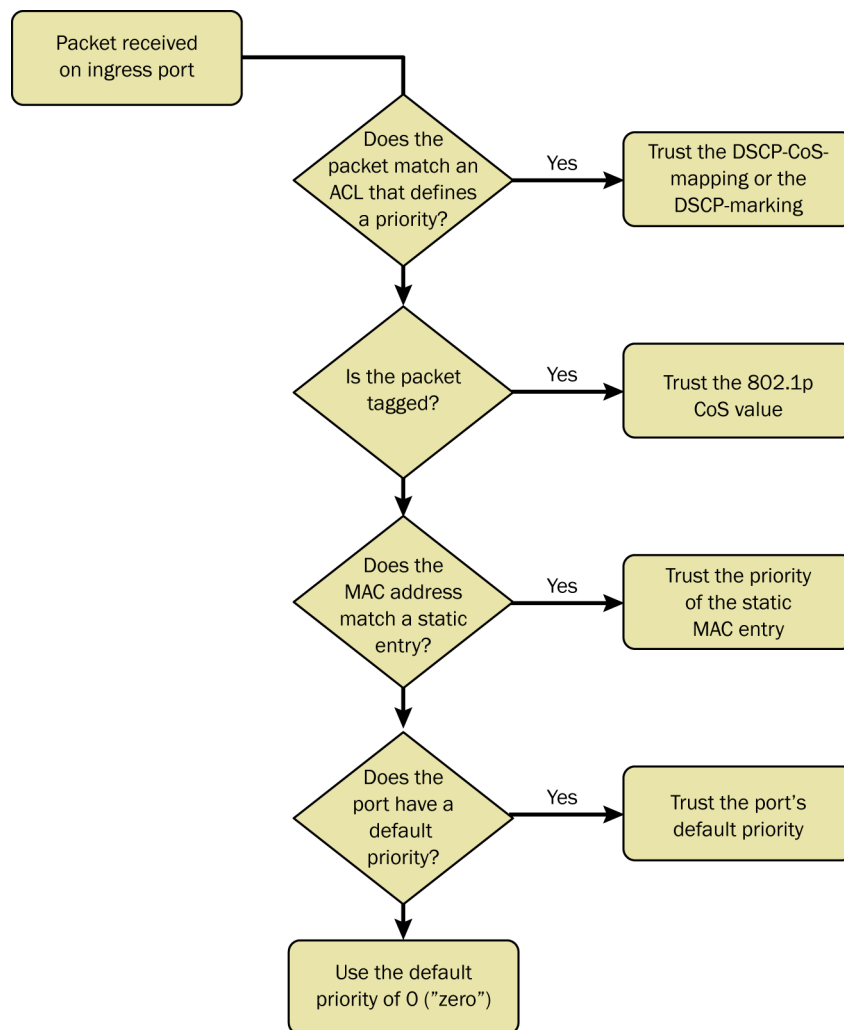 Packet received
on ingress port
Does the
packet match an
ACL that defines
a priority?
Yes
Trust the DSCP-CoS-
mapping or the
DSCP-marking
Is the packet
tagged?
Yes
Trust the 802.1p
CoS value
Does the
MAC address
match a static
entry?
Yes
Trust the priority
of the static
MAC entry
Does the
port have a
default
priority?
Yes
Trust the port’s
default priority
Use the default
priority of 0 (”zero”)